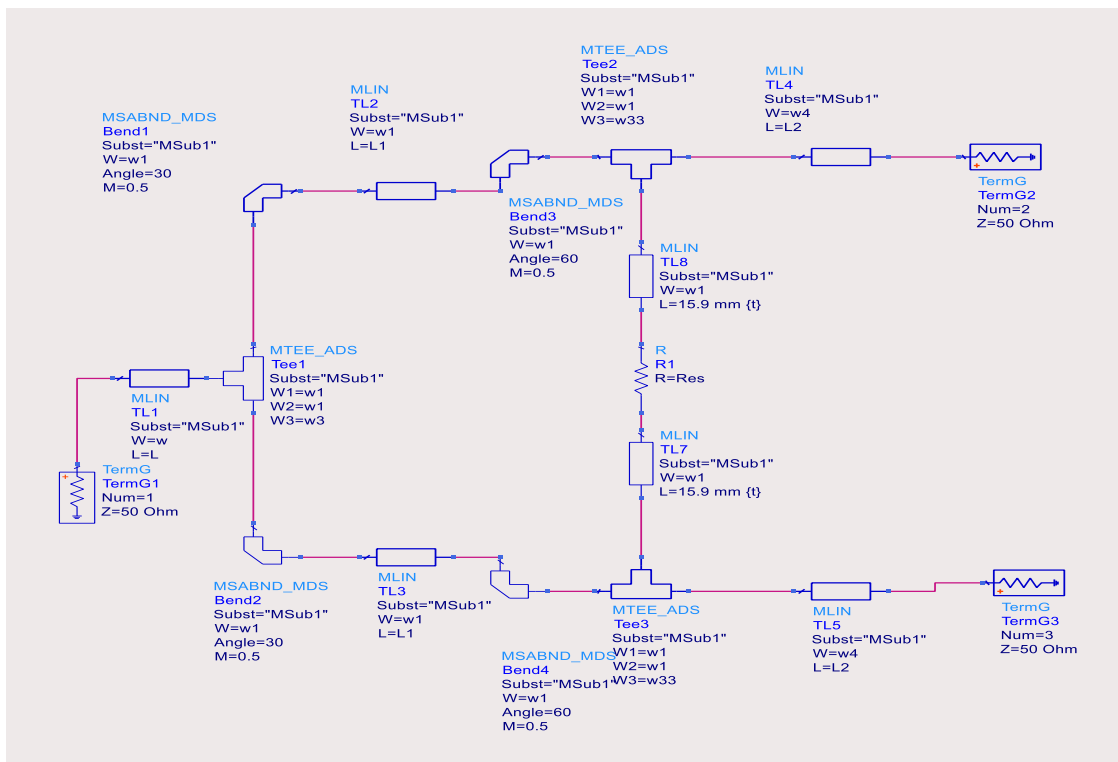 MTEE_ADS
Tee2
Subst="MSub1"
W1=w1
W2=w1
W3=w33
MLIN
TL4
Subst="MSub1"
W=w4
L=L2
MLIN
TL2
Subst="MSub1"
W=w1
L=L1
MSABND_MDS
Bend1
Subst="MSub1"
W=w1
Angle=30
M=0.5
+
TermG
TermG2
Num=2
Z=50 Ohm
MSABND_MDS
Bend3
Subst="MSub1"
W=w1
Angle=60
M=0.5
MLIN
TL8
Subst="MSub1"
W=w1
L=15.9 mm {t}
MTEE_ADS
Tee1
Subst="MSub1"
W1=w1
W2=w1
W3=w3
R
R1
R=Res
MLIN
TL1
Subst="MSub1"
W=w
L=L
+
TermG
TermG1
Num=1
Z=50 Ohm
MLIN
TL7
Subst="MSub1"
W=w1
L=15.9 mm {t}
MSABND_MDS
Bend2
Subst="MSub1"
W=w1
Angle=30
M=0.5
MLIN
TL3
Subst="MSub1"
W=w1
L=L1
MTEE_ADS
Tee3
Subst="MSub1"
W1=w1
W2=w1
W3=w33
MLIN
TL5
Subst="MSub1"
W=w4
L=L2
+
TermG
TermG3
Num=3
Z=50 Ohm
MSABND_MDS
Bend4
Subst="MSub1"
W=w1
Angle=60
M=0.5